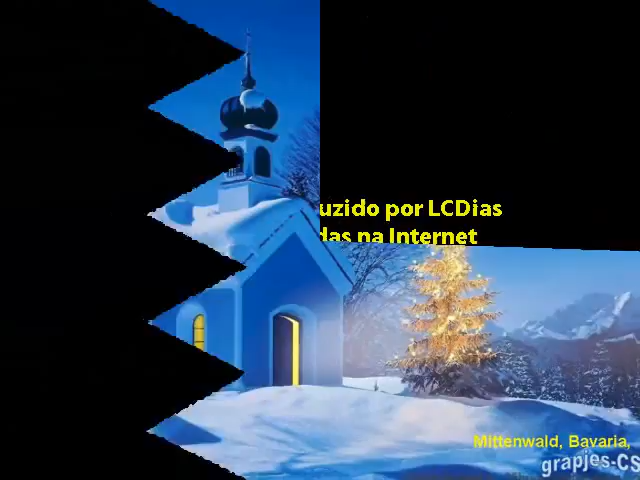 uzido por LCDias
das na Internet
Mittenwald, Bavaria,
grapjes-CS